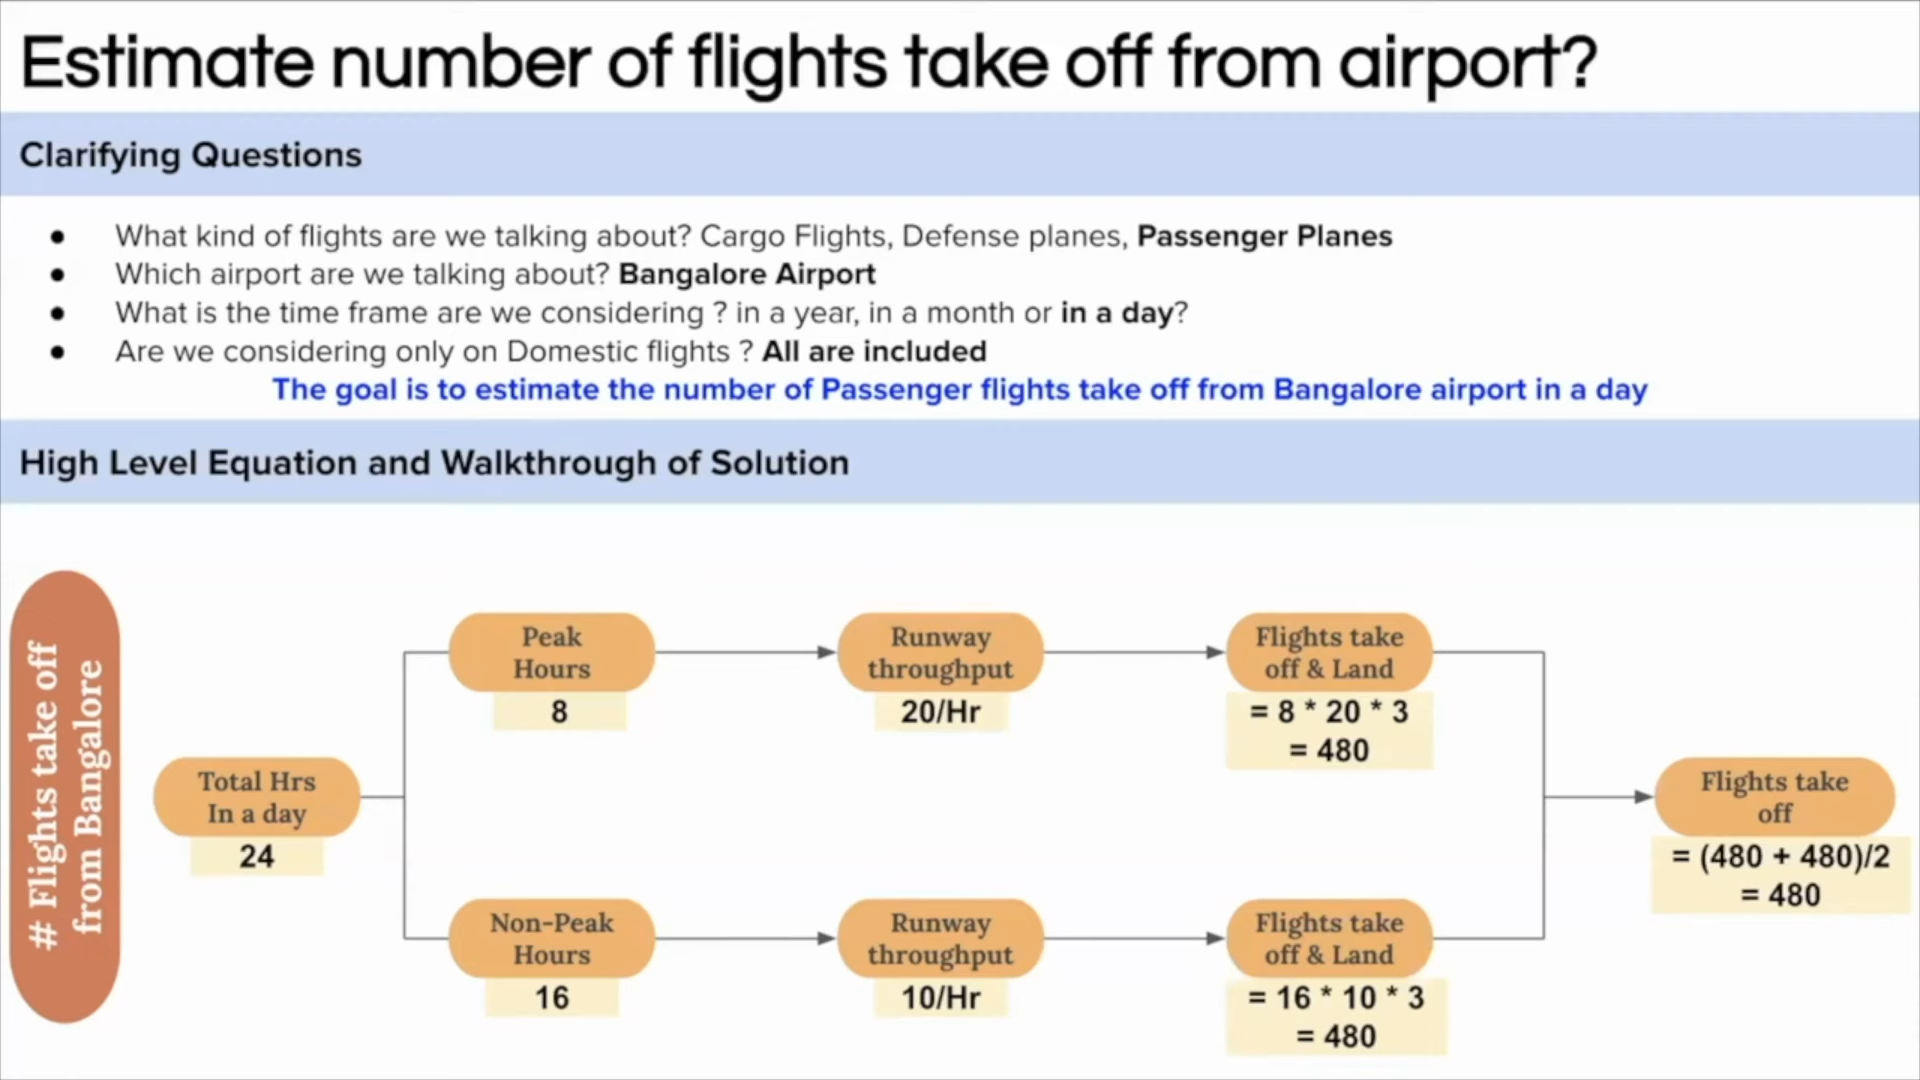 Estimate number of flights take off from airport?
Clarifying Questions
● What kind of flights are we talking about? Cargo Flights, Defense planes, Passenger Planes
● Which airport are we talking about? Bangalore Airport
● What is the time frame are we considering ? in a year, in a month or in a day?
● Are we considering only on Domestic flights ? All are included
The goal is to estimate the number of Passenger flights take off from Bangalore airport in a day
High Level Equation and Walkthrough of Solution
# Flights take off
from Bangalore
Total Hrs
In a day
24
Peak
Hours
8
Runway
throughput
20/Hr
Flights take
off & Land
= 8 * 20 * 3
= 480
Non-Peak
Hours
16
Runway
throughput
10/Hr
Flights take
off & Land
= 16 * 10 * 3
= 480
Flights take
off
= (480 + 480)/2
= 480